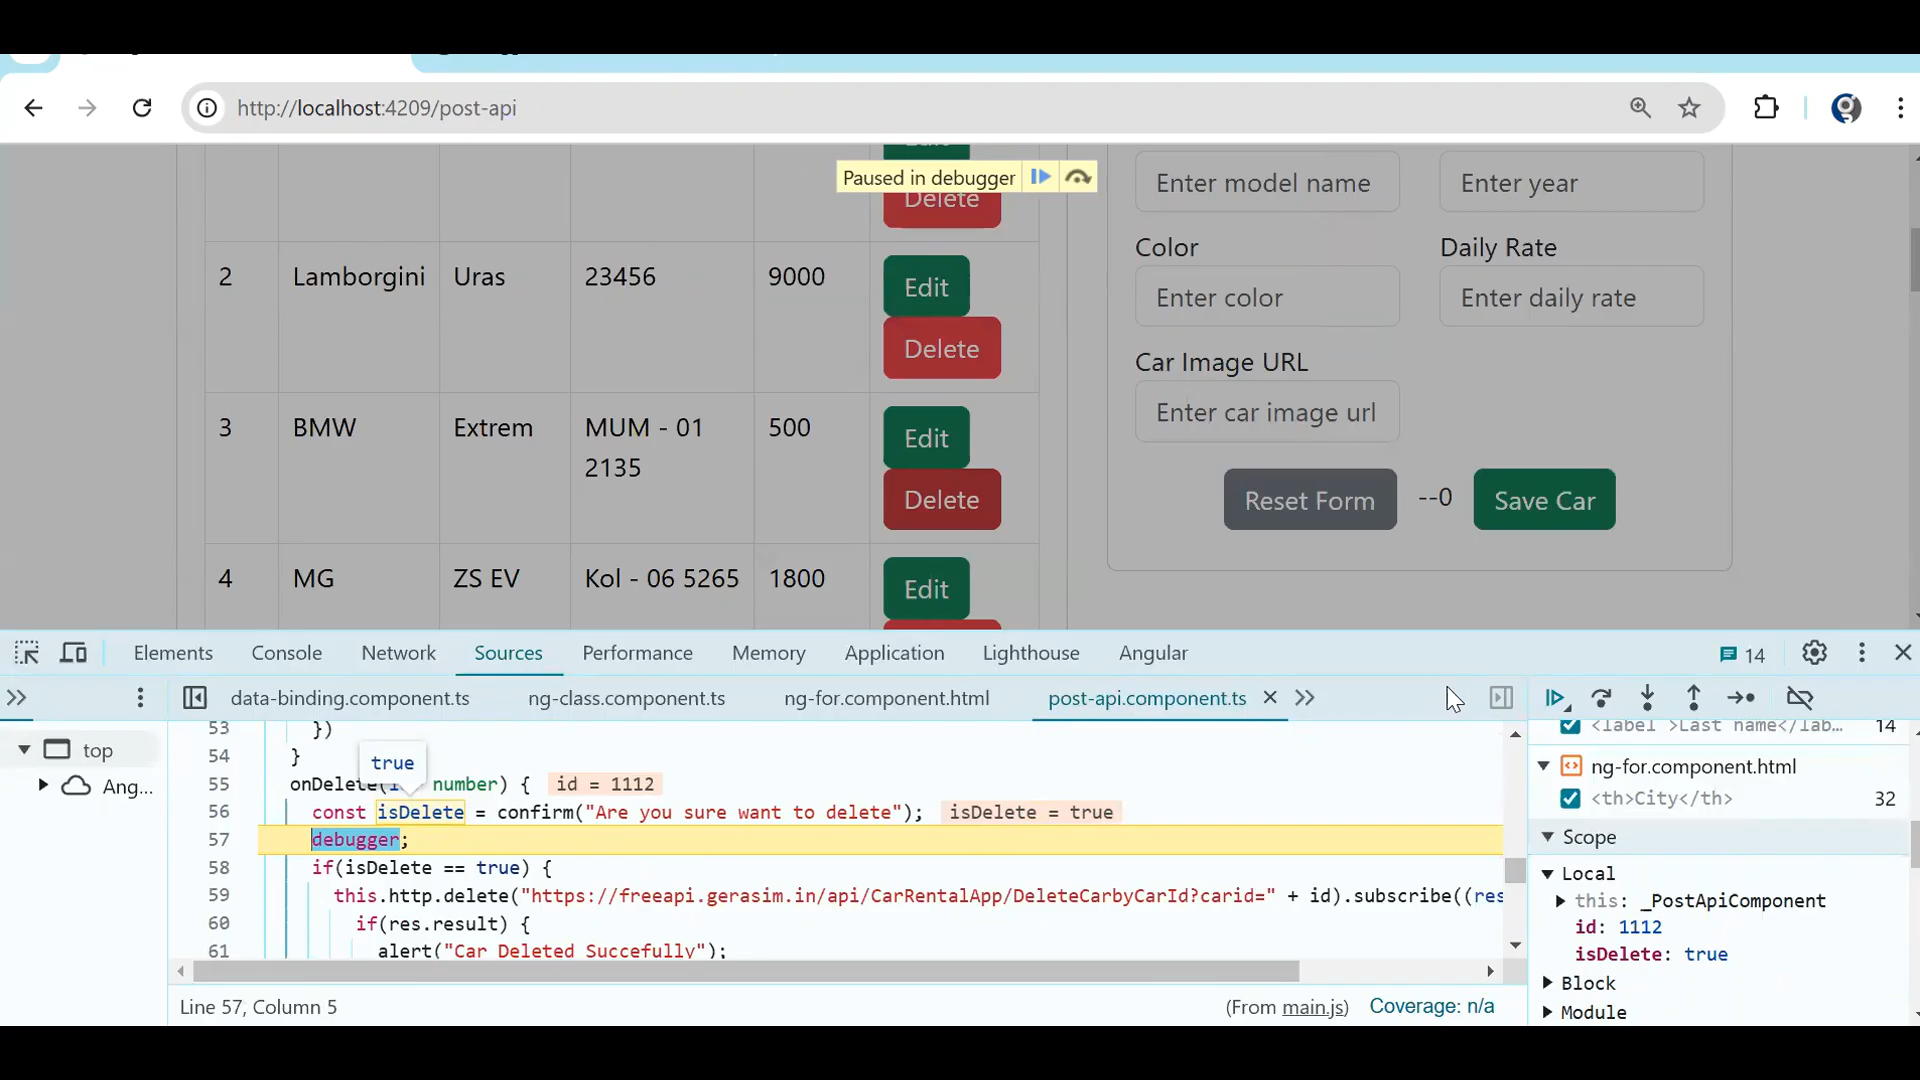 http://localhost:4209/post-api
Paused in debugger
Delete
2 Lamborgini Uras 23456 9000 Edit
Delete
3 BMW Extrem MUM - 01 2135 500 Edit
Delete
4 MG ZS EV Kol - 06 5265 1800 Edit
Enter model name Enter year
Color Daily Rate
Enter color Enter daily rate
Car Image URL
Enter car image url
Reset Form --0 Save Car
Elements Console Network Sources Performance Memory Application Lighthouse Angular 14
data-binding.component.ts ng-class.component.ts ng-for.component.html post-api.component.ts
top
Ang...
true
53 })
54 }
55 onDelete( number) { id = 1112
56 const isDelete = confirm("Are you sure want to delete"); isDelete = true
57 debugger;
58 if(isDelete == true) {
59 this.http.delete("https://freeapi.gerasim.in/api/CarRentalApp/DeleteCarbyCarId?carid=" + id).subscribe((res
60 if(res.result) {
61 alert("Car Deleted Succefully");
Line 57, Column 5 (From main.js) Coverage: n/a
<label >Last name</lab... 14
ng-for.component.html
<th>City</th> 32
Scope
Local
this: _PostApiComponent
id: 1112
isDelete: true
Block
Module